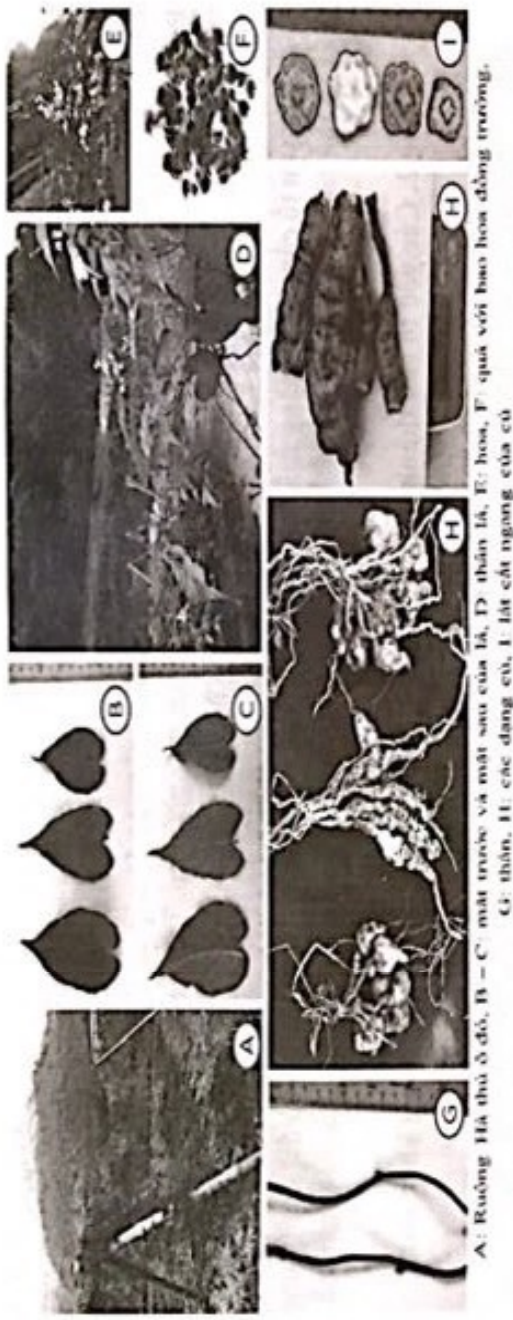 A
B
C
D
E
F
G
H
H
I
A: Ruộng Hà thủ ô đỏ, B – C mặt trước và mặt sau của lá, D thân lá, E: hoa, F quả với bao hoa đồng trưởng,
G: thân, H: các dạng củ, I: lát cắt ngang của củ